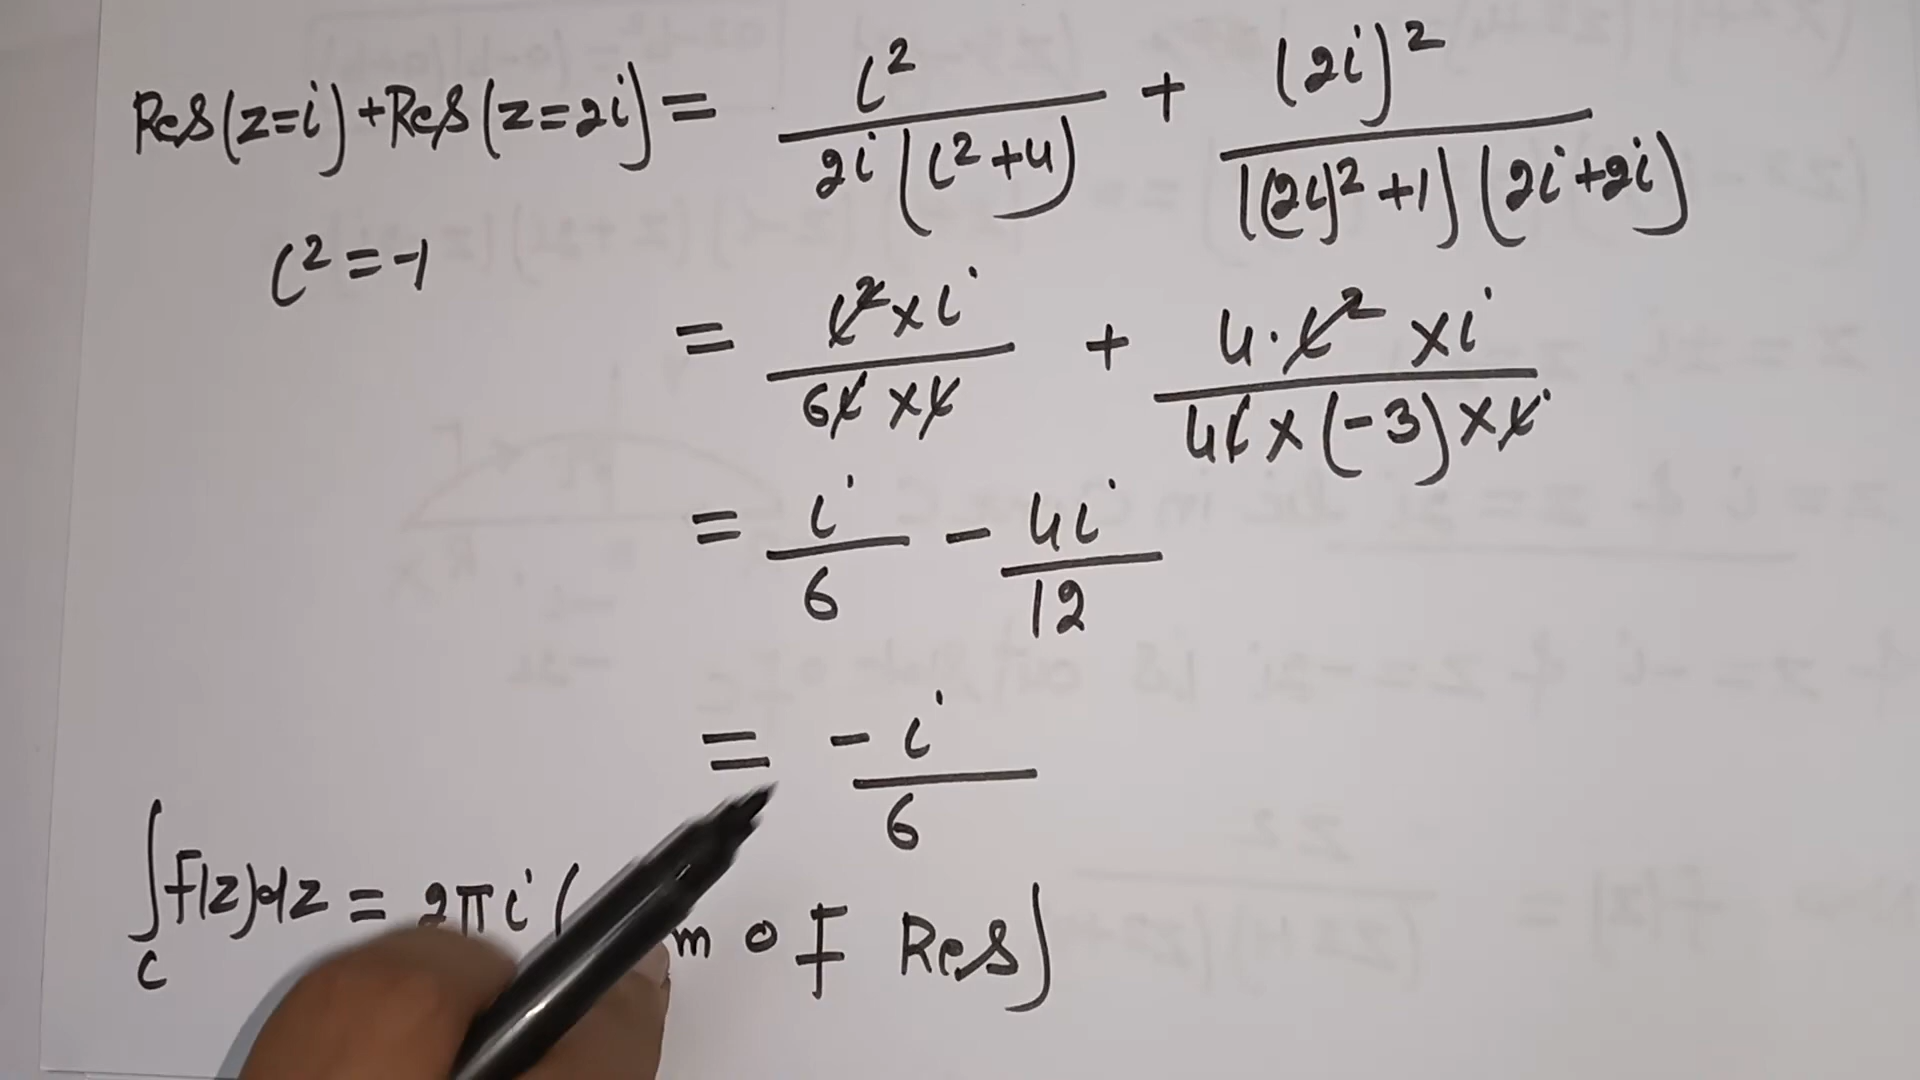 Res(z=i)+Res(z=2i) = i²/2i(i²+4) + (2i)²/((2i)²+1)(2i+2i)
i² = -1
= i²×i/6i×i + 4·i²×i/4i×(-3)×i
= i/6 - 4i/12
= -i/6
∫_C f(z)dz = 2πi ( m of Res)